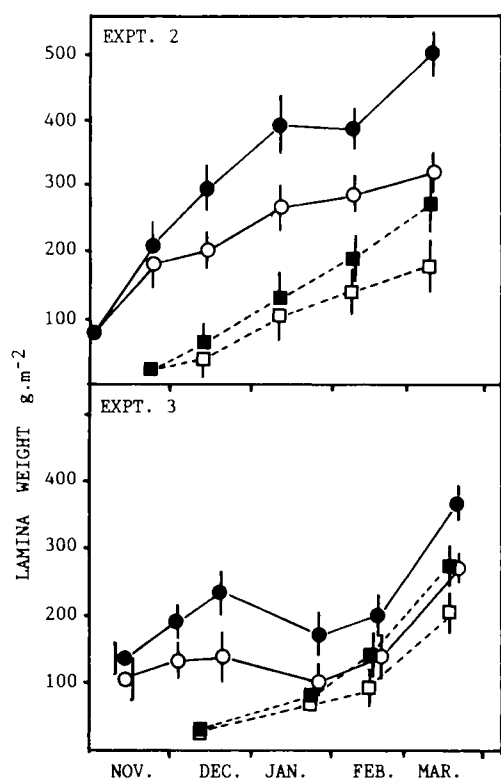 EXPT. 2
500
400
300
200
100
EXPT. 3
400
300
200
100
LAMINA WEIGHT g.m⁻²
NOV. DEC. JAN. FEB. MAR.